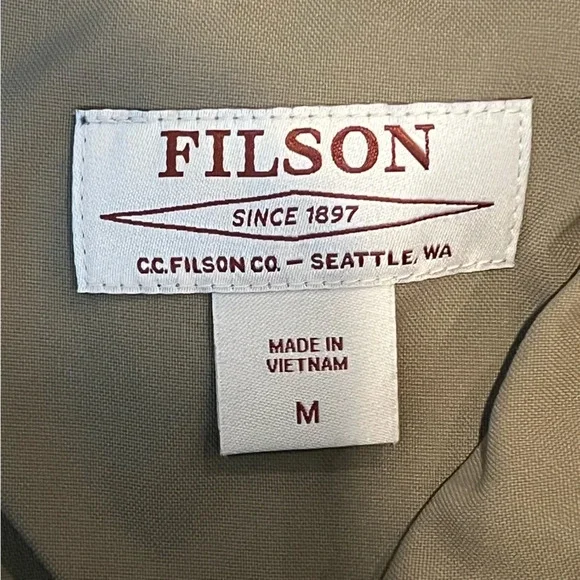 FILSON
SINCE 1897
C.C. FILSON CO. – SEATTLE, WA
MADE IN
VIETNAM
M